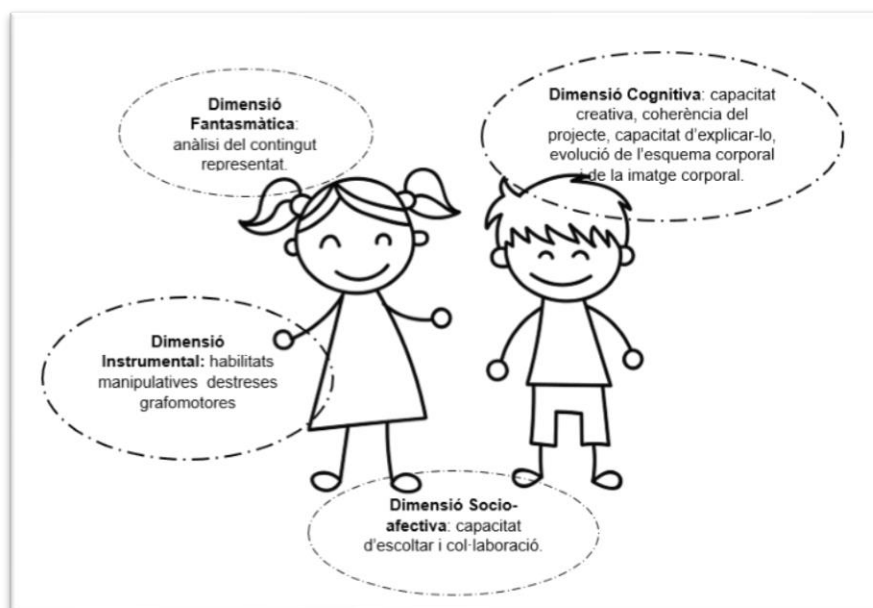 Dimensió
Fantasmàtica:
anàlisi del contingut
representat.
Dimensió Cognitiva: capacitat
creativa, coherència del
projecte, capacitat d'explicar-lo,
evolució de l'esquema corporal
i de la imatge corporal.
Dimensió
Instrumental: habilitats
manipulatives destreses
grafomotores
Dimensió Socio-
afectiva: capacitat
d'escoltar i col·laboració.